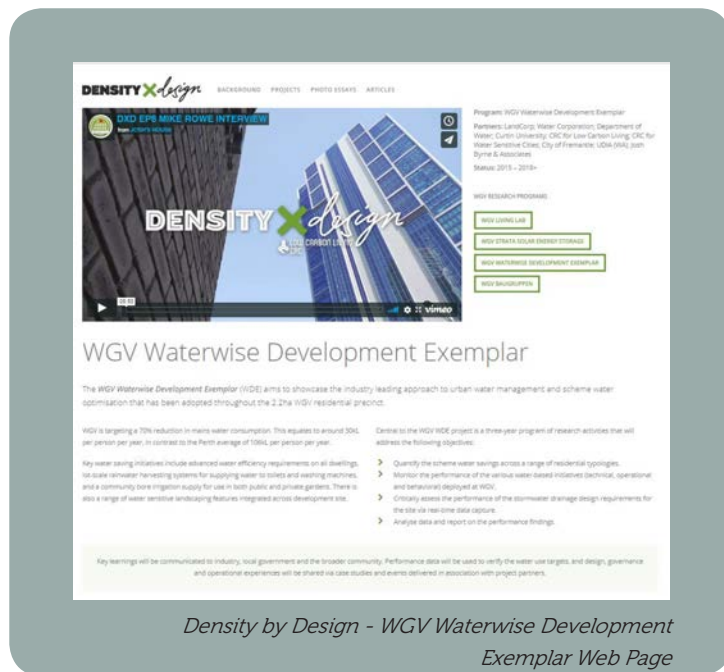 DENSITY X design
BACKGROUND PROJECTS PHOTO ESSAYS ARTICLES
DXD EP8 MIKE ROWE INTERVIEW
from JOSH'S HOUSE
DENSITY X design
LOW CARBON LIVING
CRC
vimeo
Program: WGV Waterwise Development Exemplar
Partners: LandCorp; Water Corporation; Department of
Water; Curtin University; CRC for Low Carbon Living; CRC for
Water Sensitive Cities; City of Fremantle; UDIA (WA); Josh
Byrne & Associates
Status: 2015 – 2018+
WGV RESEARCH PROGRAMS
WGV LIVING LAB
WGV STRATA SOLAR ENERGY STORAGE
WGV WATERWISE DEVELOPMENT EXEMPLAR
WGV BAUGRUPPEN
WGV Waterwise Development Exemplar
The WGV Waterwise Development Exemplar (WDE) aims to showcase the industry leading approach to urban water management and scheme water
optimisation that has been adopted throughout the 2.2ha WGV residential precinct.
WGV is targeting a 70% reduction in mains water consumption. This equates to around 30kL
per person per year, in contrast to the Perth average of 106kL per person per year.
Key water saving initiatives include advanced water efficiency requirements on all dwellings,
lot-scale rainwater harvesting systems for supplying water to toilets and washing machines,
and a community bore irrigation supply for use in both public and private gardens. There is
also a range of water sensitive landscaping features integrated across development site.
Central to the WGV WDE project is a three-year program of research activities that will
address the following objectives:
Quantify the scheme water savings across a range of residential typologies.
Monitor the performance of the various water-based initiatives (technical, operational
and behavioral) deployed at WGV.
Critically assess the performance of the stormwater drainage design requirements for
the site via real-time data capture.
Analyse data and report on the performance findings.
Key learnings will be communicated to industry, local government and the broader community. Performance data will be used to verify the water use targets, and design, governance
and operational experiences will be shared via case studies and events delivered in association with project partners.
Density by Design - WGV Waterwise Development
Exemplar Web Page